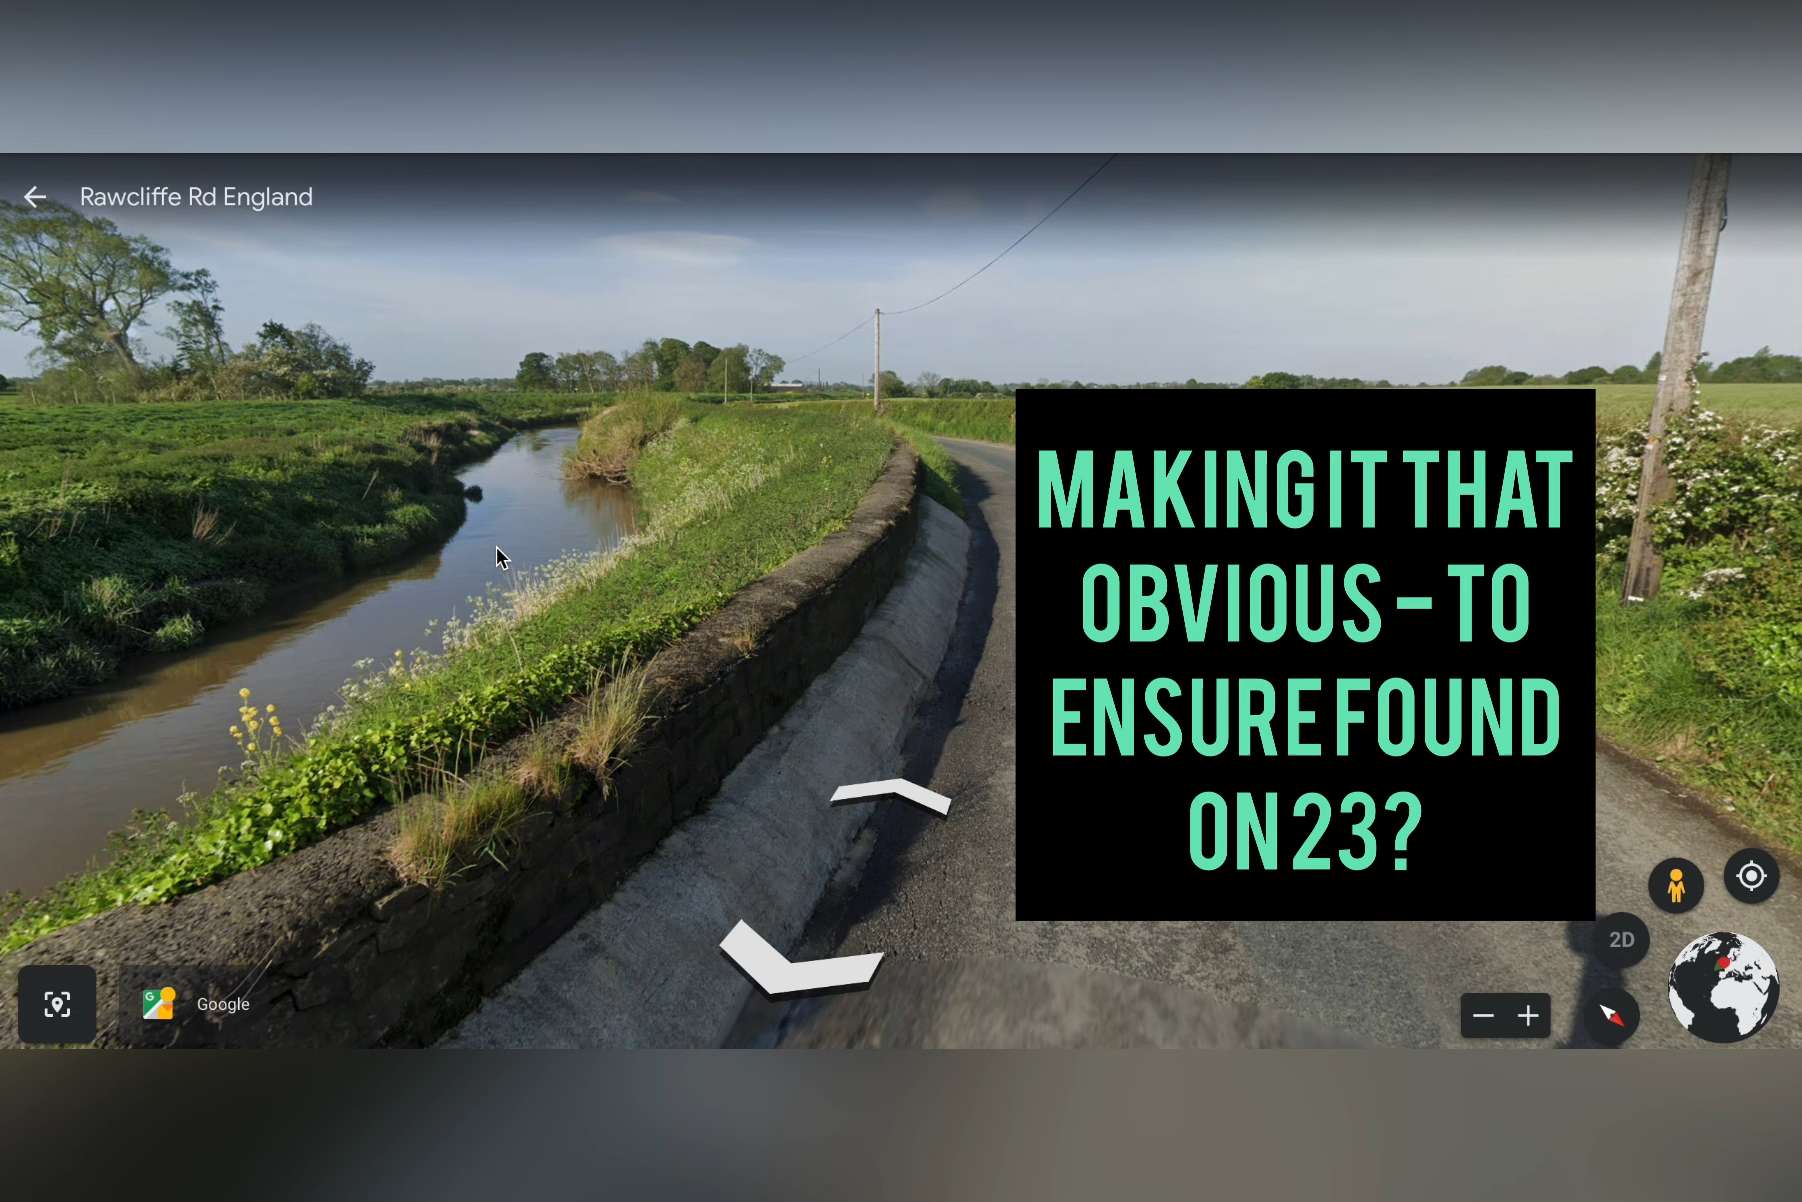 Rawcliffe Rd England
MAKING IT THAT
OBVIOUS - TO
ENSURE FOUND
ON 23?
2D
G
Google